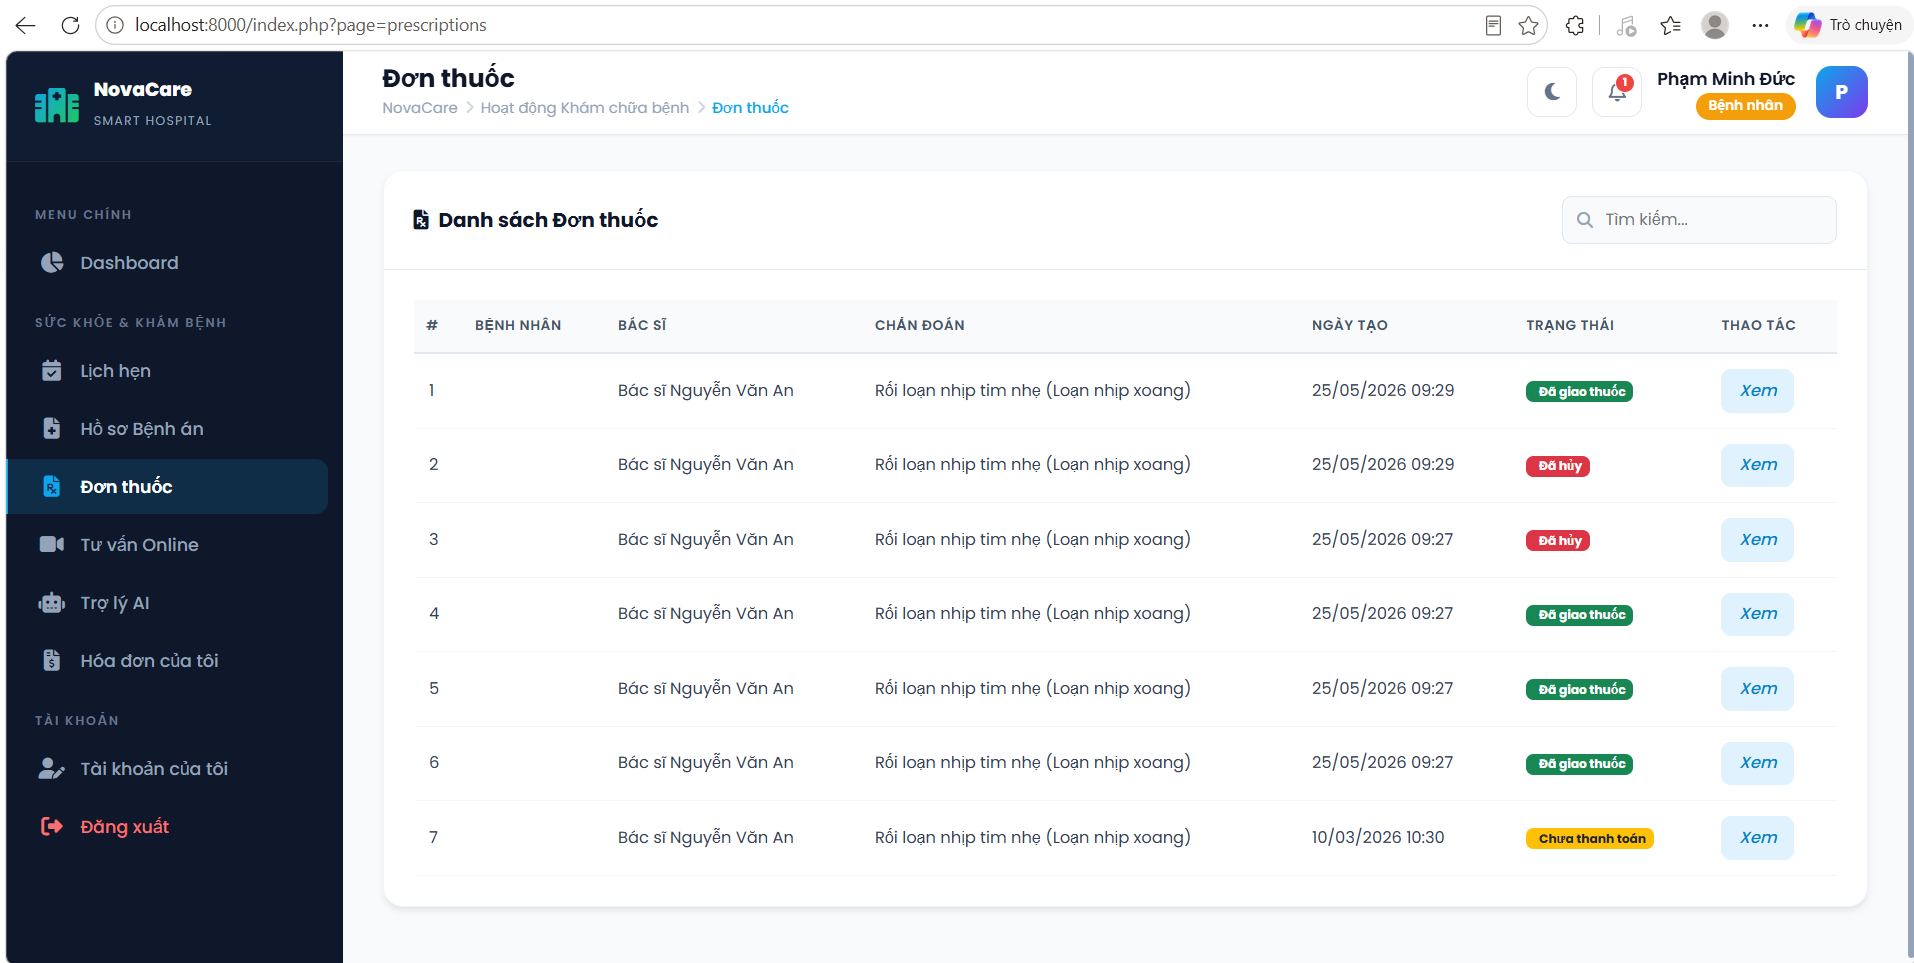 localhost:8000/index.php?page=prescriptions
Trò chuyện
NovaCare
SMART HOSPITAL
MENU CHÍNH
Dashboard
SỨC KHỎE & KHÁM BỆNH
Lịch hẹn
Hồ sơ Bệnh án
Đơn thuốc
Tư vấn Online
Trợ lý AI
Hóa đơn của tôi
TÀI KHOẢN
Tài khoản của tôi
Đăng xuất
Đơn thuốc
NovaCare > Hoạt động Khám chữa bệnh > Đơn thuốc
1
Phạm Minh Đức
Bệnh nhân
P
Danh sách Đơn thuốc
Tìm kiếm...
# BỆNH NHÂN BÁC SĨ CHẨN ĐOÁN NGÀY TẠO TRẠNG THÁI THAO TÁC
1 Bác sĩ Nguyễn Văn An Rối loạn nhịp tim nhẹ (Loạn nhịp xoang) 25/05/2026 09:29 Đã giao thuốc Xem
2 Bác sĩ Nguyễn Văn An Rối loạn nhịp tim nhẹ (Loạn nhịp xoang) 25/05/2026 09:29 Đã hủy Xem
3 Bác sĩ Nguyễn Văn An Rối loạn nhịp tim nhẹ (Loạn nhịp xoang) 25/05/2026 09:27 Đã hủy Xem
4 Bác sĩ Nguyễn Văn An Rối loạn nhịp tim nhẹ (Loạn nhịp xoang) 25/05/2026 09:27 Đã giao thuốc Xem
5 Bác sĩ Nguyễn Văn An Rối loạn nhịp tim nhẹ (Loạn nhịp xoang) 25/05/2026 09:27 Đã giao thuốc Xem
6 Bác sĩ Nguyễn Văn An Rối loạn nhịp tim nhẹ (Loạn nhịp xoang) 25/05/2026 09:27 Đã giao thuốc Xem
7 Bác sĩ Nguyễn Văn An Rối loạn nhịp tim nhẹ (Loạn nhịp xoang) 10/03/2026 10:30 Chưa thanh toán Xem